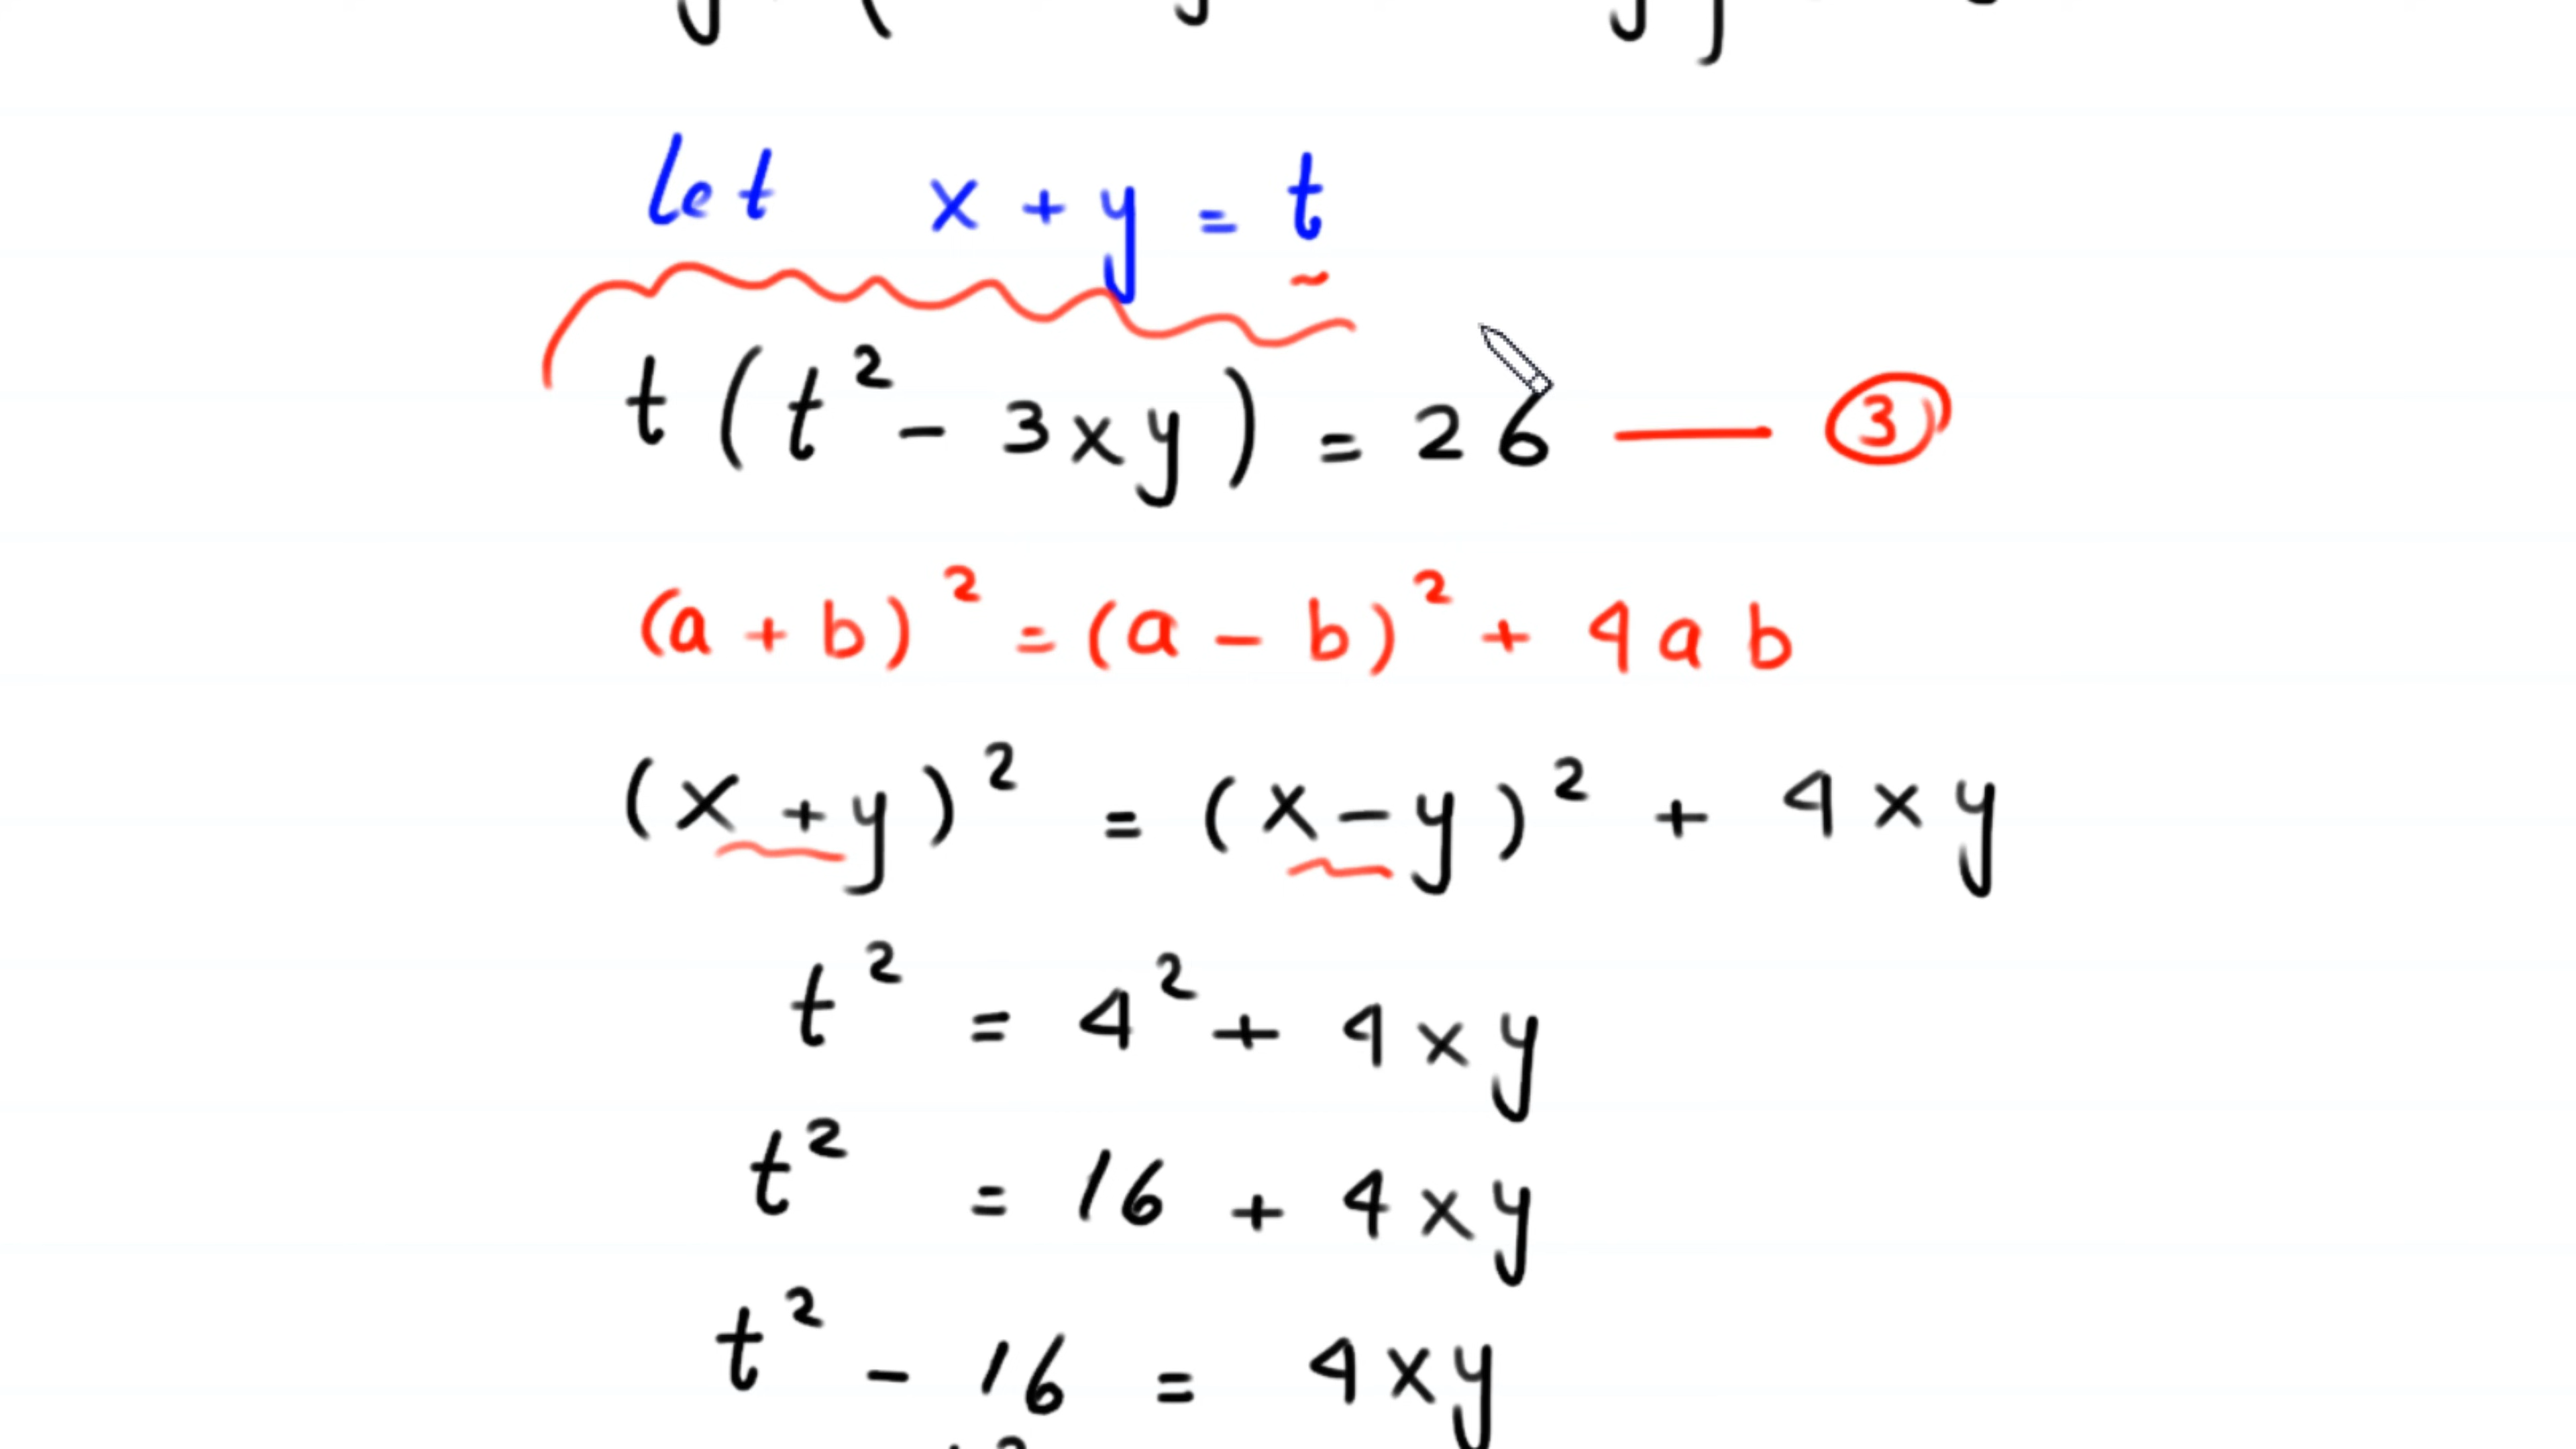 let x + y = t
t(t² - 3xy) = 26 — ③
(a + b)² = (a - b)² + 4ab
(x + y)² = (x - y)² + 4xy
t² = 4² + 4xy
t² = 16 + 4xy
t² - 16 = 4xy